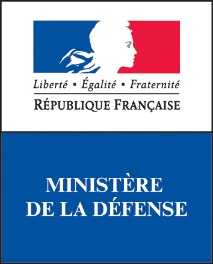 Liberté • Égalité • Fraternité
RÉPUBLIQUE FRANÇAISE
MINISTÈRE
DE LA DÉFENSE